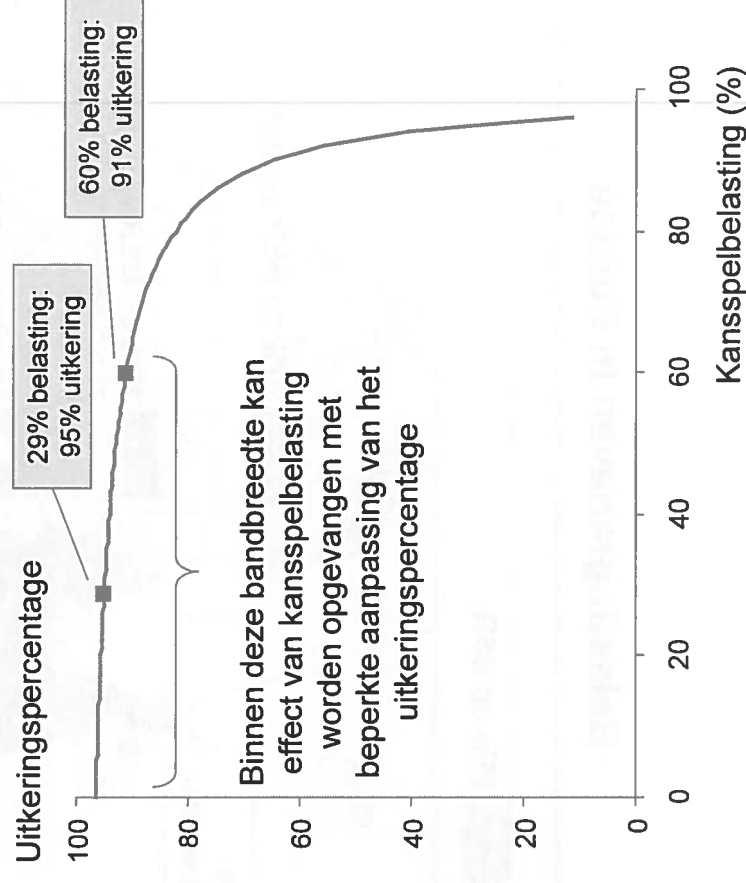 Uitkeringspercentage
29% belasting:
95% uitkering
60% belasting:
91% uitkering
100
80
60
40
20
0
Binnen deze bandbreedte kan
effect van kansspelbelasting
worden opgevangen met
beperkte aanpassing van het
uitkeringspercentage
0
20
40
60
80
100
Kansspelbelasting (%)